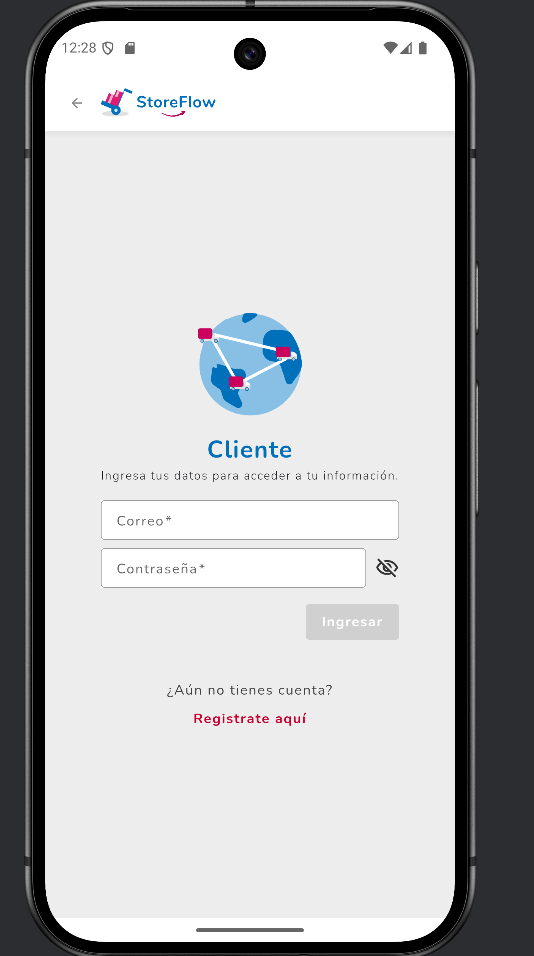 12:28
StoreFlow
Cliente
Ingresa tus datos para acceder a tu información.
Correo*
Contraseña*
Ingresar
¿Aún no tienes cuenta?
Registrate aquí